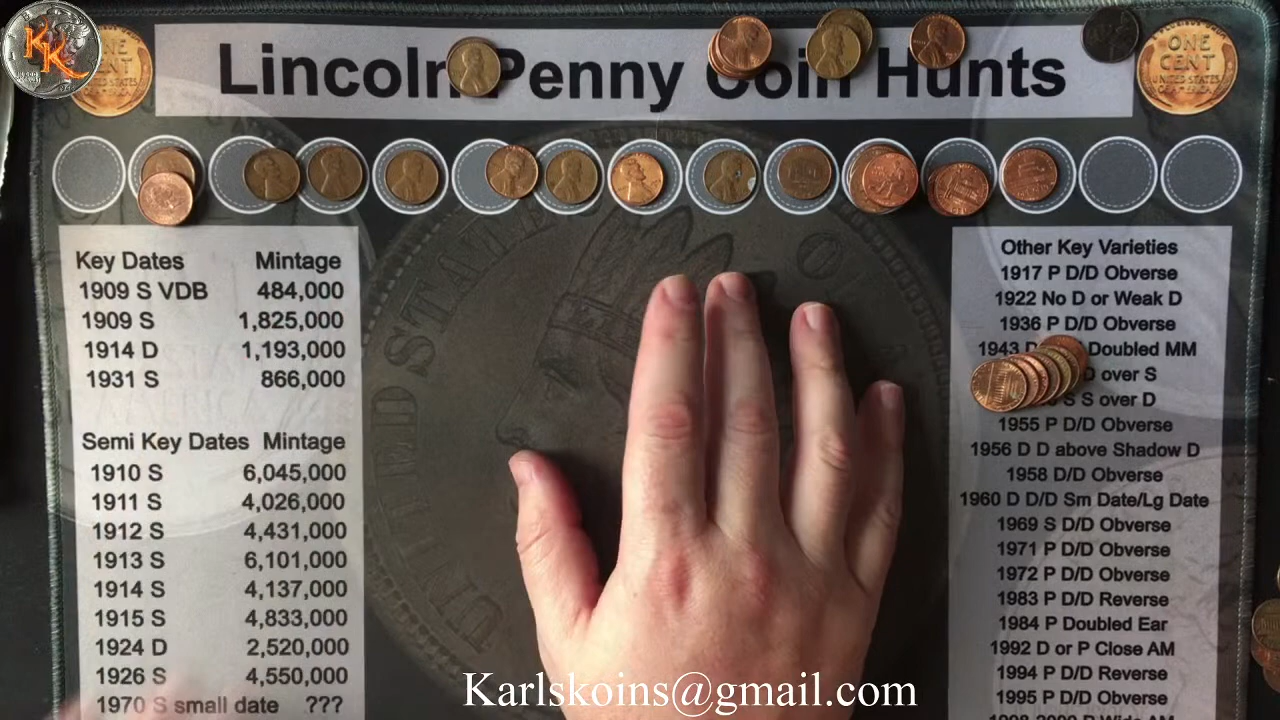 KK
ONE
CENT
Lincoln Penny Coin Hunts
ONE
CENT
UNITED STATES
OF AMERICA
Key Dates Mintage
1909 S VDB 484,000
1909 S 1,825,000
1914 D 1,193,000
1931 S 866,000
Semi Key Dates Mintage
1910 S 6,045,000
1911 S 4,026,000
1912 S 4,431,000
1913 S 6,101,000
1914 S 4,137,000
1915 S 4,833,000
1924 D 2,520,000
1926 S 4,550,000
1970 S small date ???
UNITED STATES
O
Other Key Varieties
1917 P D/D Obverse
1922 No D or Weak D
1936 P D/D Obverse
1943 Doubled MM
D over S
S over D
1955 P D/D Obverse
1956 D D above Shadow D
1958 D/D Obverse
1960 D D/D Sm Date/Lg Date
1969 S D/D Obverse
1971 P D/D Obverse
1972 P D/D Obverse
1983 P D/D Reverse
1984 P Doubled Ear
1992 D or P Close AM
1994 P D/D Reverse
1995 P D/D Obverse
Karlskoins@gmail.com